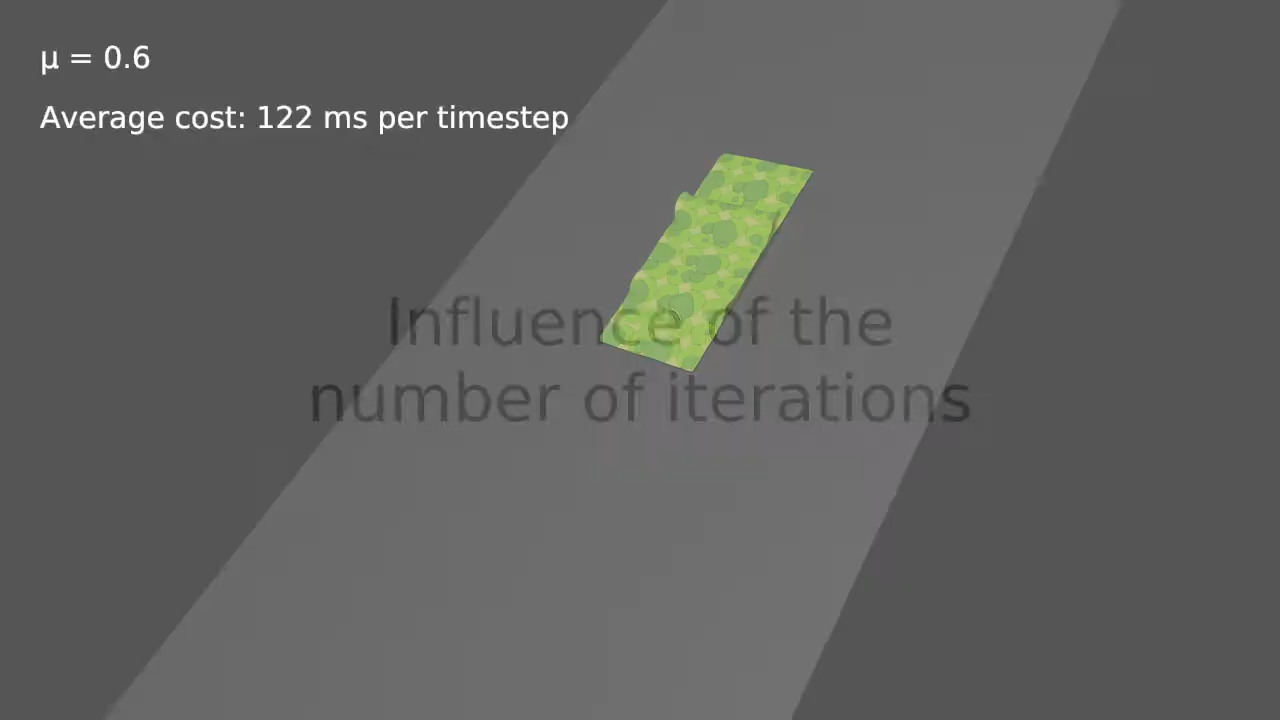 μ = 0.6
Average cost: 122 ms per timestep
Influence of the
number of iterations